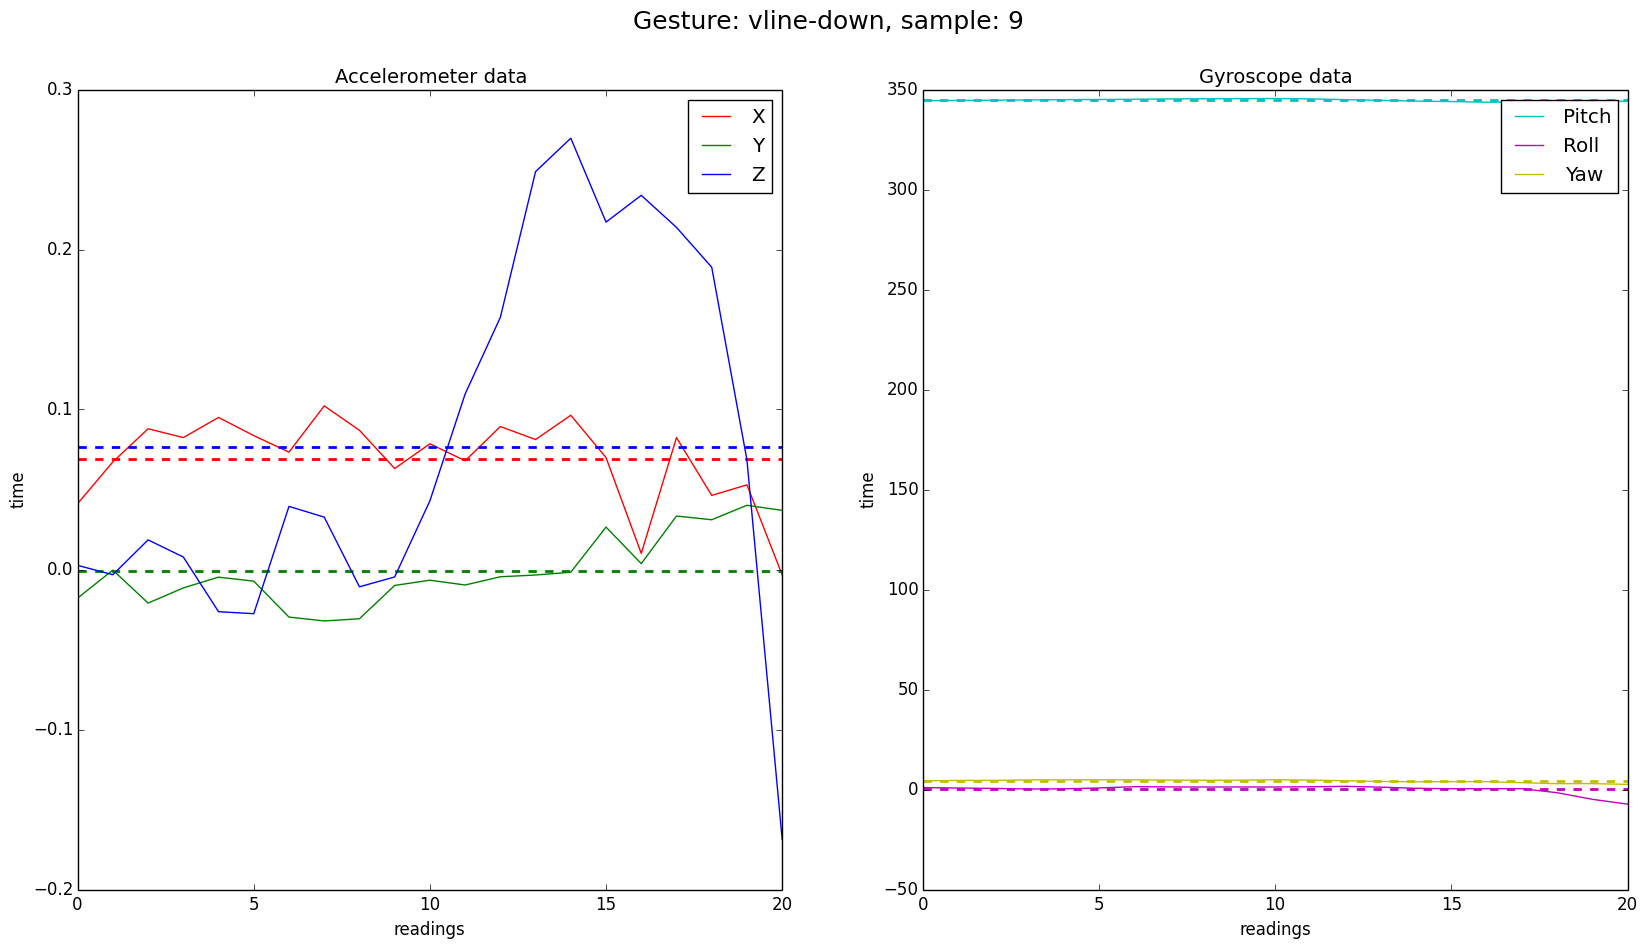 Gesture: vline-down, sample: 9
Accelerometer data
0.3
0.2
0.1
0.0
−0.1
−0.2
time
0
5
10
15
20
readings
X
Y
Z
Gyroscope data
350
300
250
200
150
100
50
0
−50
time
0
5
10
15
20
readings
Pitch
Roll
Yaw